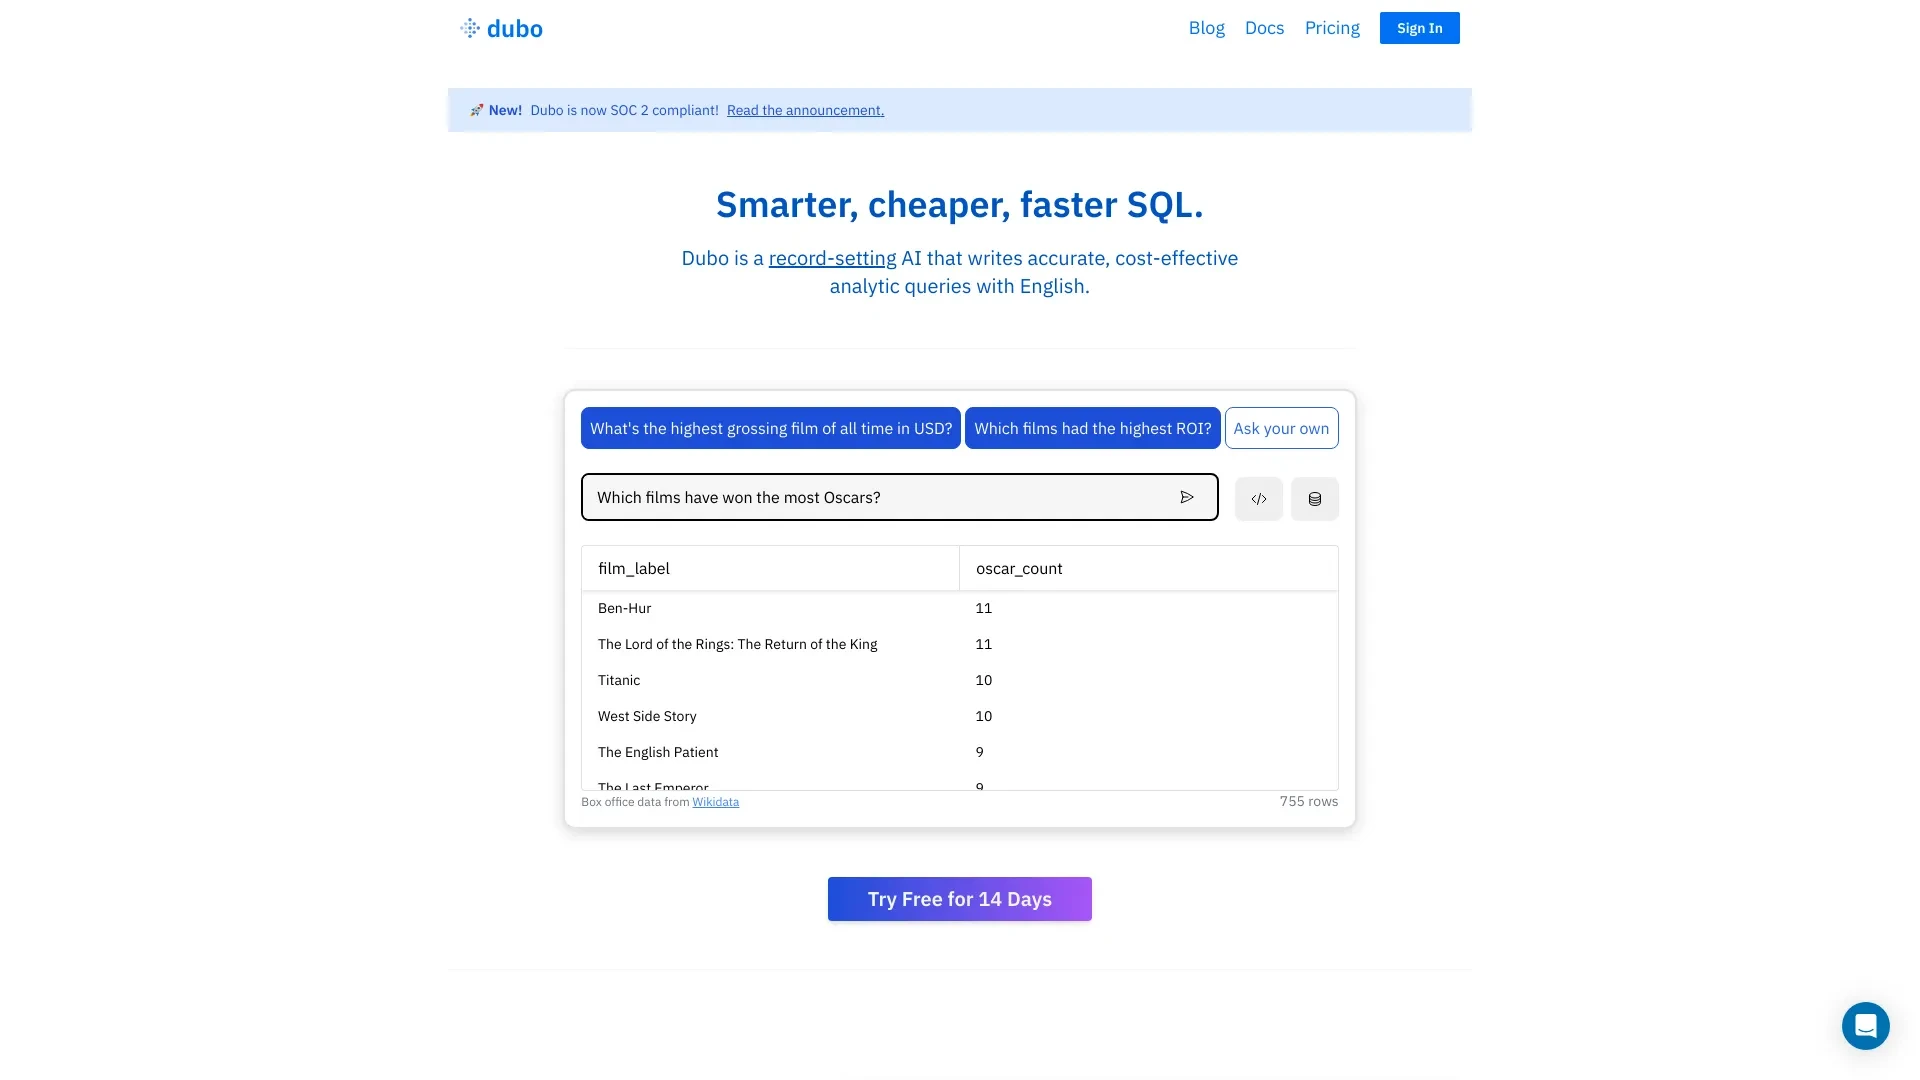 dubo
Blog Docs Pricing Sign In
🚀 New! Dubo is now SOC 2 compliant! Read the announcement.
Smarter, cheaper, faster SQL.
Dubo is a record-setting AI that writes accurate, cost-effective
analytic queries with English.
What's the highest grossing film of all time in USD? Which films had the highest ROI? Ask your own
Which films have won the most Oscars?
film_label oscar_count
Ben-Hur 11
The Lord of the Rings: The Return of the King 11
Titanic 10
West Side Story 10
The English Patient 9
The Last Emperor 9
Box office data from Wikidata 755 rows
Try Free for 14 Days